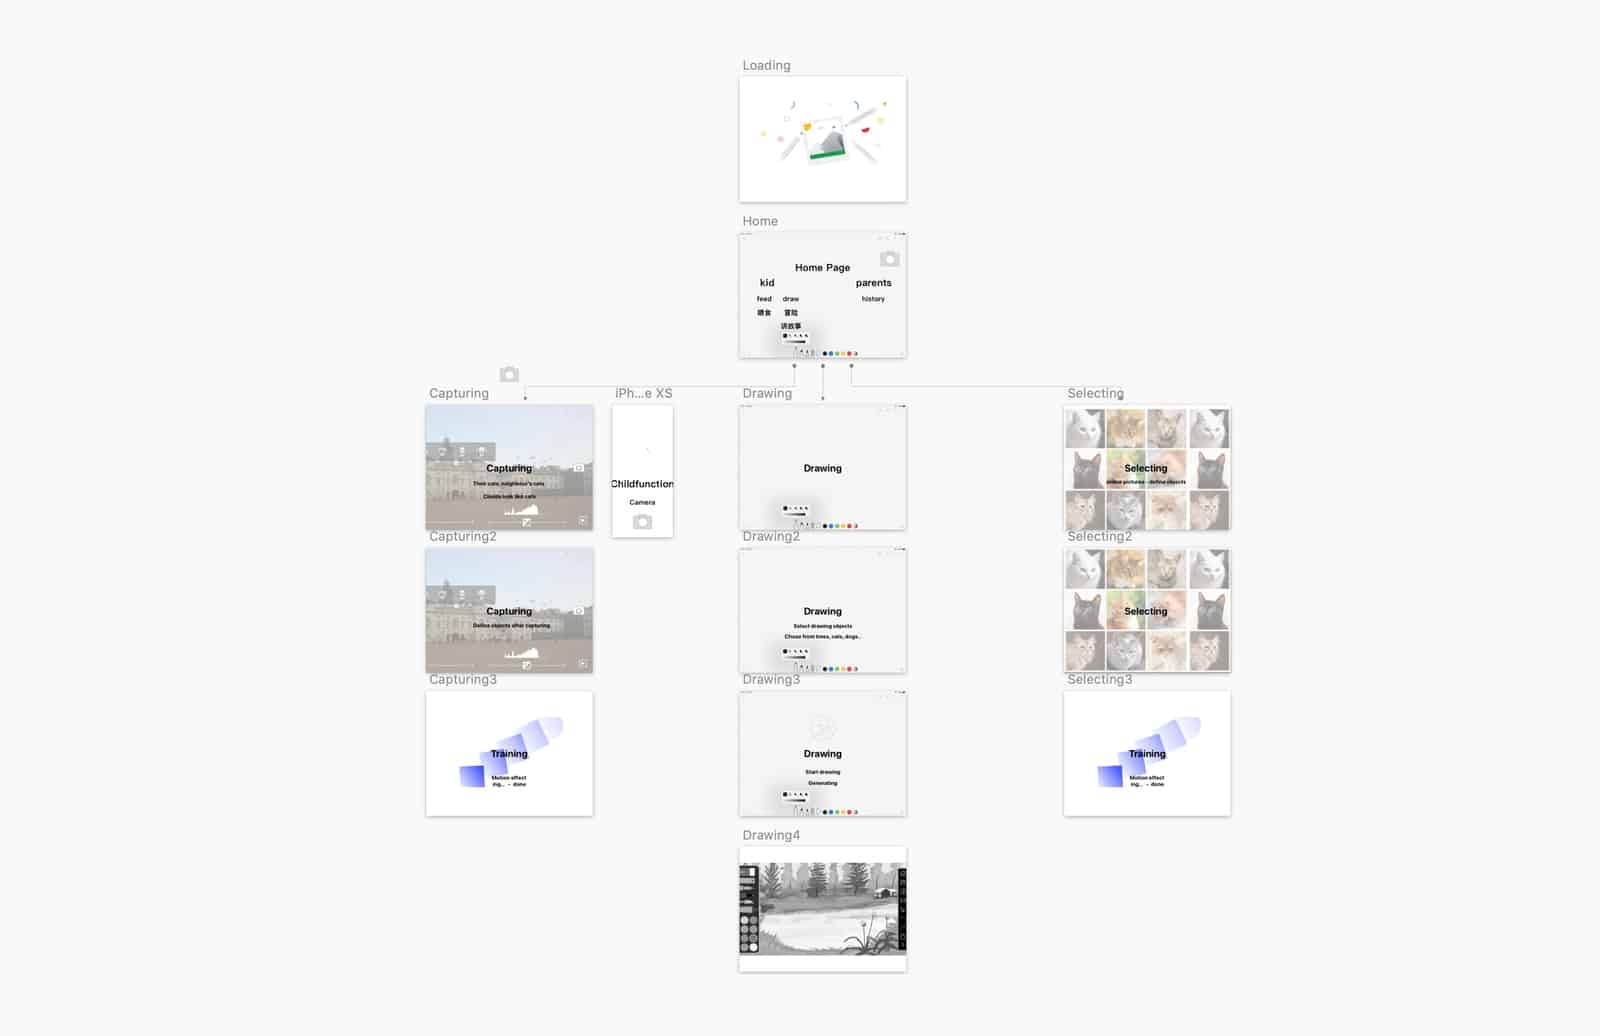 Loading
Home
Home Page
kid
parents
feed
draw
history
喂食
冒险
讲故事
Capturing
iPh...e XS
Drawing
Selecting
Capturing
Their cats, neighbour's cats
Clouds look like cats
Childfunction
Camera
Drawing
Selecting
online pictures - define objects
Capturing2
Drawing2
Selecting2
Capturing
Define objects after capturing
Drawing
Select drawing objects
Chose from trees, cats, dogs..
Selecting
Capturing3
Drawing3
Selecting3
Training
Motion effect
ing... - done
Drawing
Start drawing
Generating
Training
Motion effect
ing... - done
Drawing4